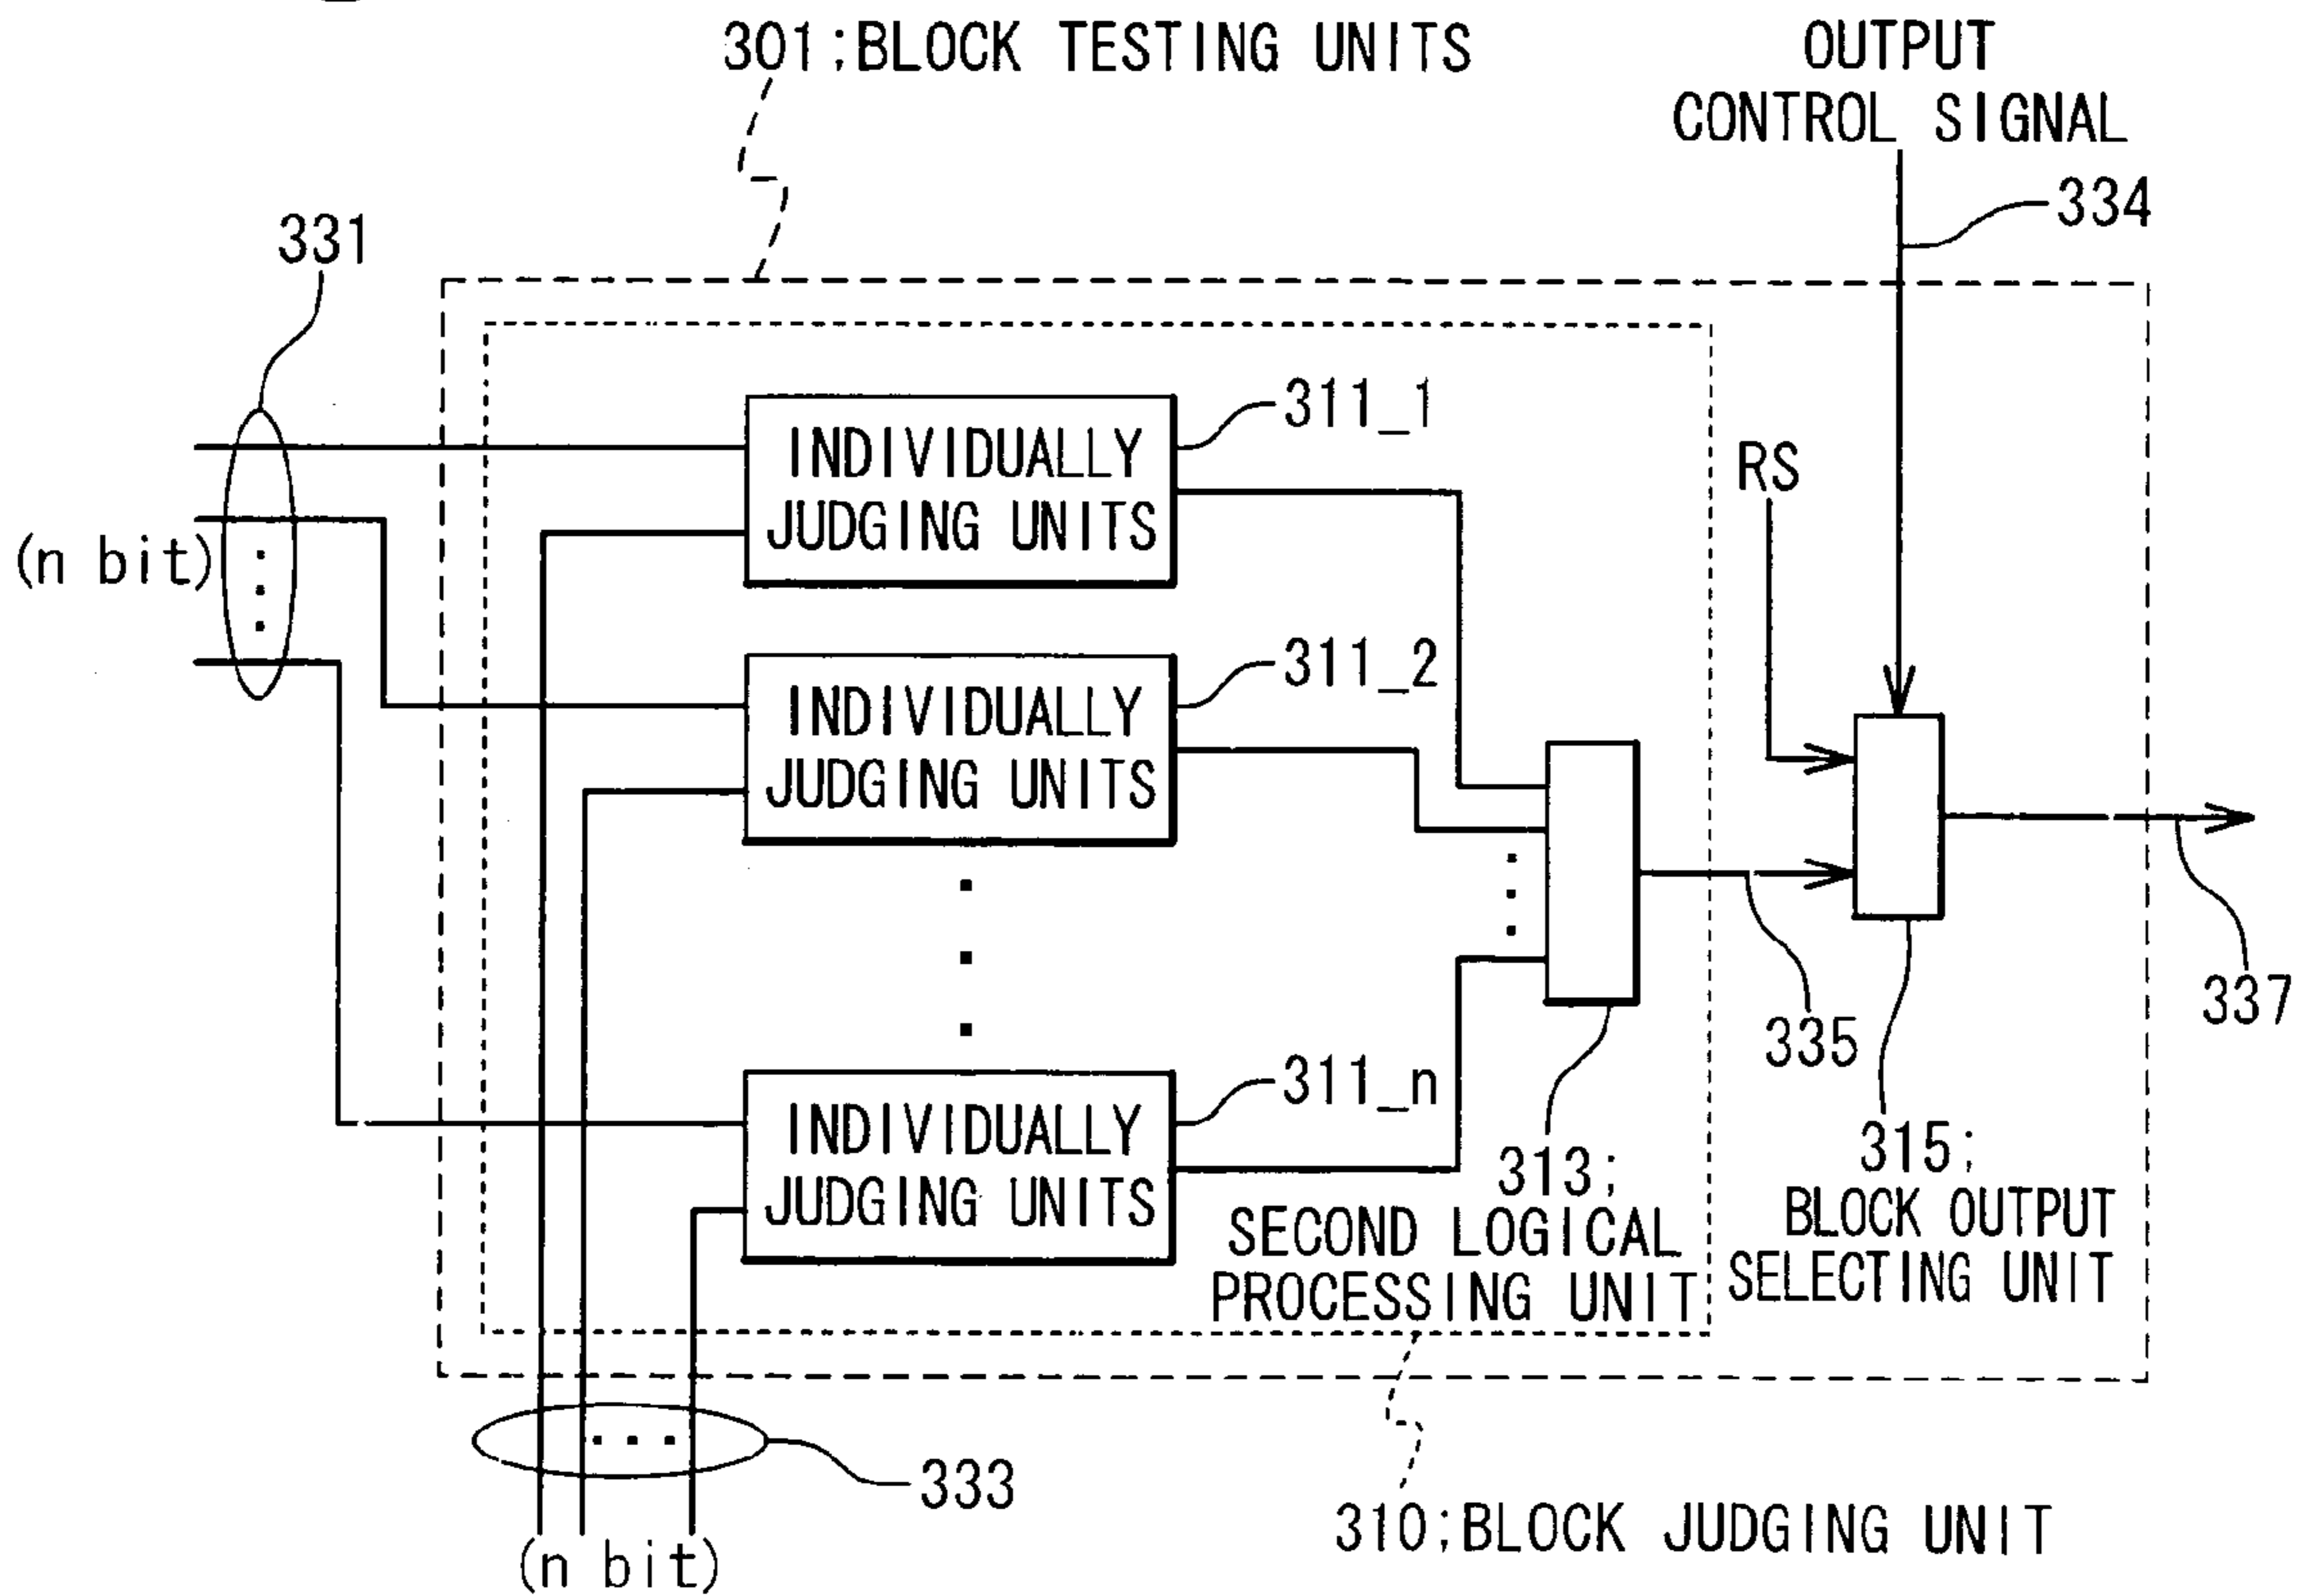 301;BLOCK TESTING UNITS
OUTPUT
CONTROL SIGNAL
334
331
311_1
INDIVIDUALLY
JUDGING UNITS
RS
(n bit)
311_2
INDIVIDUALLY
JUDGING UNITS
337
335
311_n
INDIVIDUALLY
JUDGING UNITS
313;
SECOND LOGICAL
PROCESSING UNIT
315;
BLOCK OUTPUT
SELECTING UNIT
333
310;BLOCK JUDGING UNIT
(n bit)